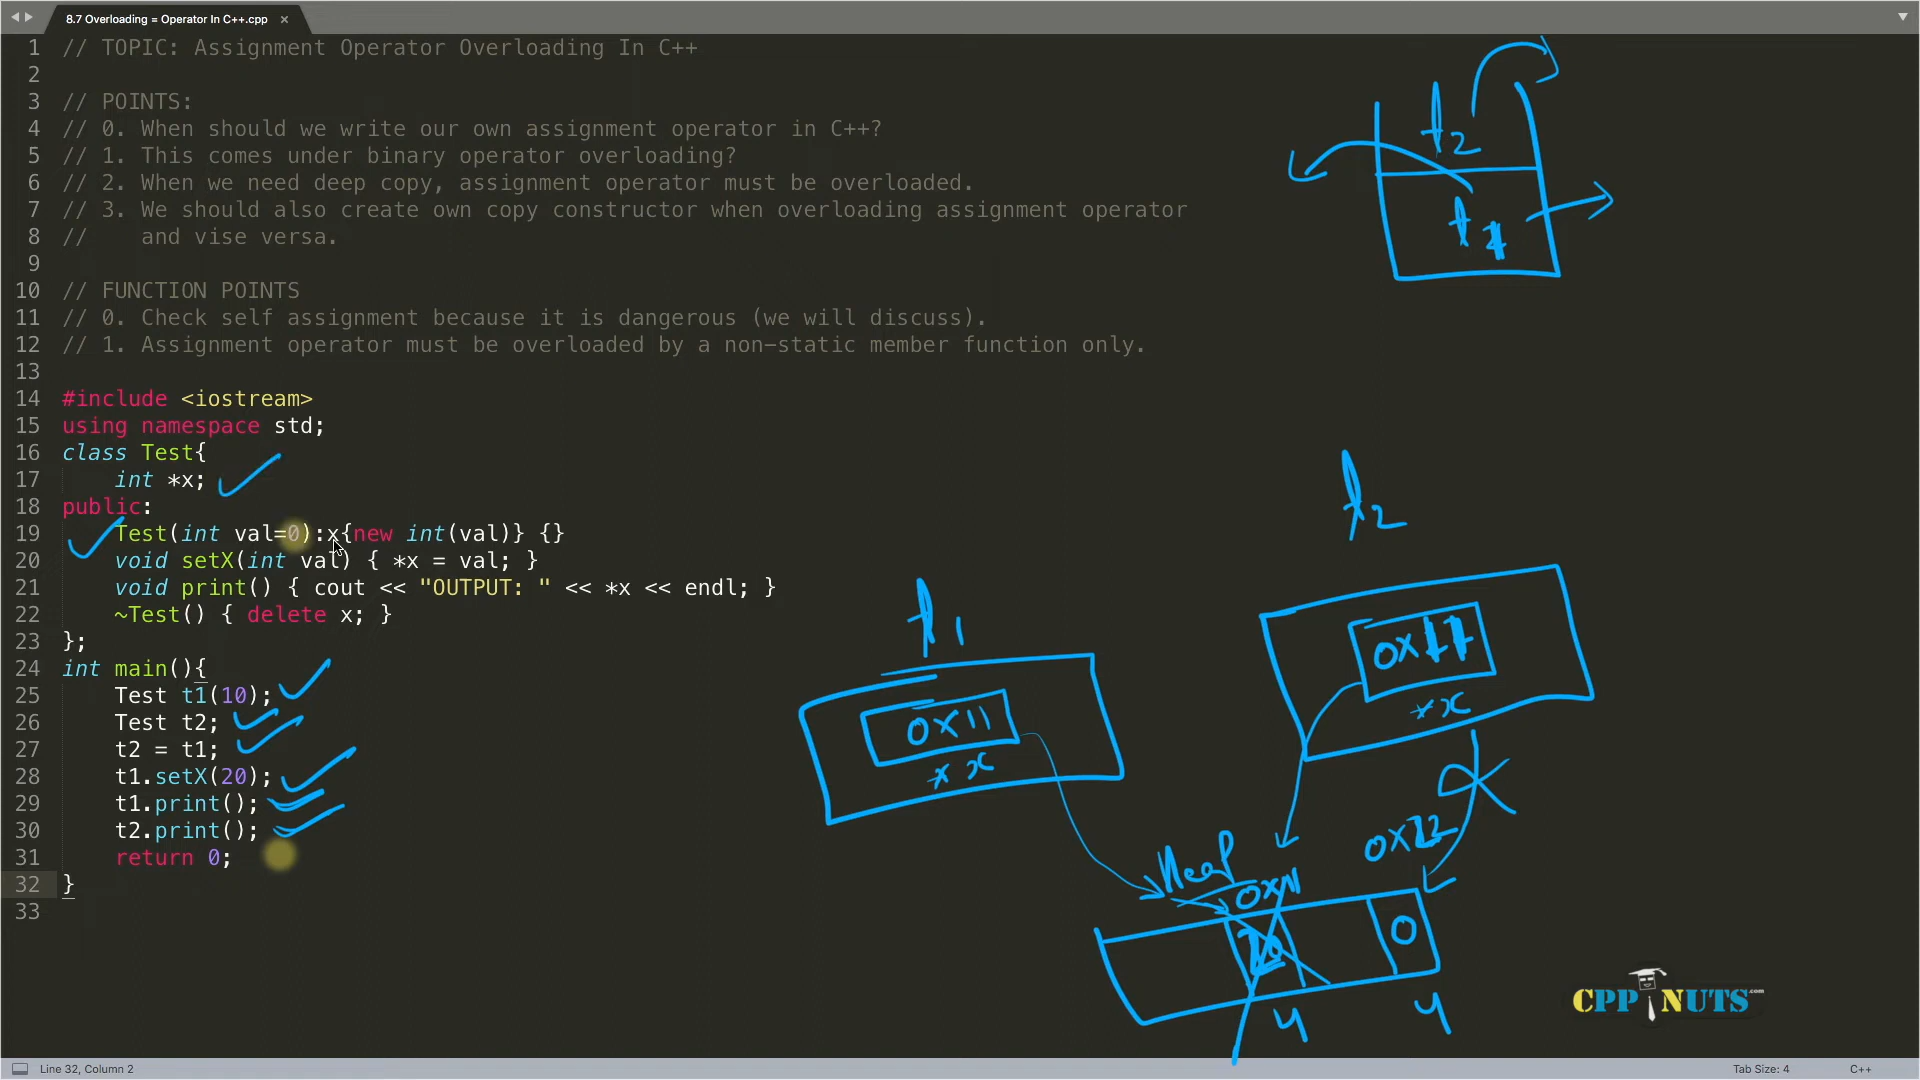 8.7 Overloading = Operator In C++.cpp ×
1 // TOPIC: Assignment Operator Overloading In C++
2
3 // POINTS:
4 // 0. When should we write our own assignment operator in C++?
5 // 1. This comes under binary operator overloading?
6 // 2. When we need deep copy, assignment operator must be overloaded.
7 // 3. We should also create own copy constructor when overloading assignment operator
8 //    and vise versa.
9
10 // FUNCTION POINTS
11 // 0. Check self assignment because it is dangerous (we will discuss).
12 // 1. Assignment operator must be overloaded by a non-static member function only.
13
14 #include <iostream>
15 using namespace std;
16 class Test{
17     int *x;
18 public:
19     Test(int val=0):x{new int(val)} {}
20     void setX(int val) { *x = val; }
21     void print() { cout << "OUTPUT: " << *x << endl; }
22     ~Test() { delete x; }
23 };
24 int main(){
25     Test t1(10);
26     Test t2;
27     t2 = t1;
28     t1.setX(20);
29     t1.print();
30     t2.print();
31     return 0;
32 }
33
t2
t1
t2
0x11
*x
t1
0x11
*x
Heap
0x11
0x22
20
0
4
4
CPP NUTS.com
Line 32, Column 2
Tab Size: 4
C++